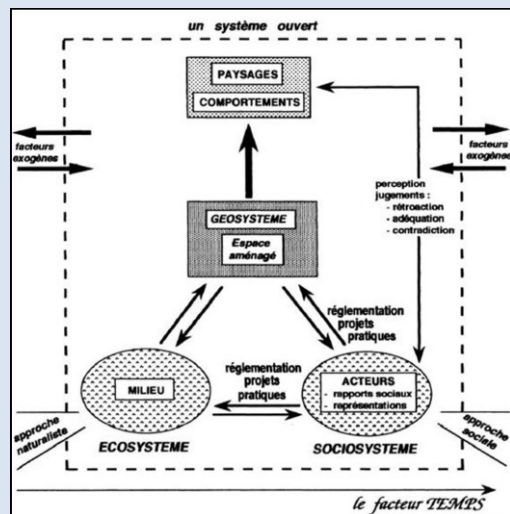 un système ouvert
PAYSAGES
COMPORTEMENTS
facteurs
exogènes
facteurs
exogènes
perception
jugements :
- rétroaction
- adéquation
- contradiction
GEOSYSTEME
Espace
aménagé
réglementation
projets
pratiques
réglementation
projets
pratiques
MILIEU
ACTEURS
- rapports sociaux
- représentations
approche
naturaliste
ECOSYSTEME
SOCIOSYSTEME
approche
sociale
le facteur TEMPS